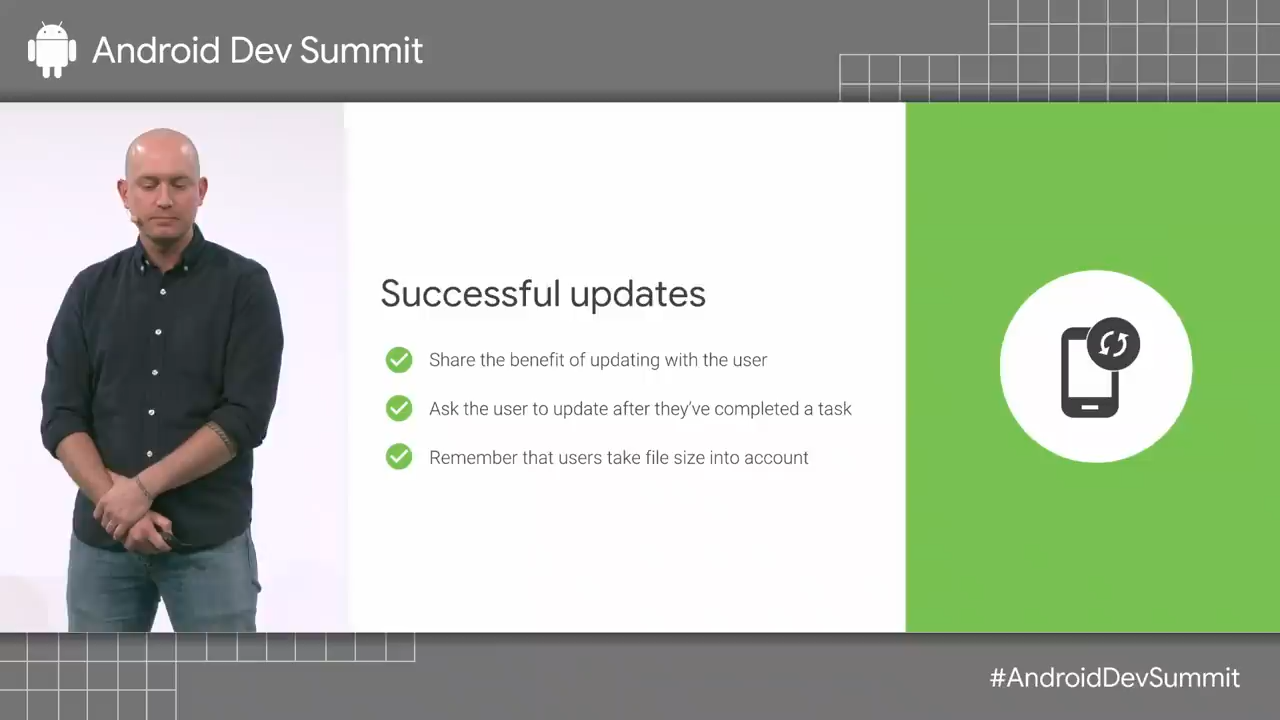 Android Dev Summit
Successful updates
Share the benefit of updating with the user
Ask the user to update after they've completed a task
Remember that users take file size into account
#AndroidDevSummit